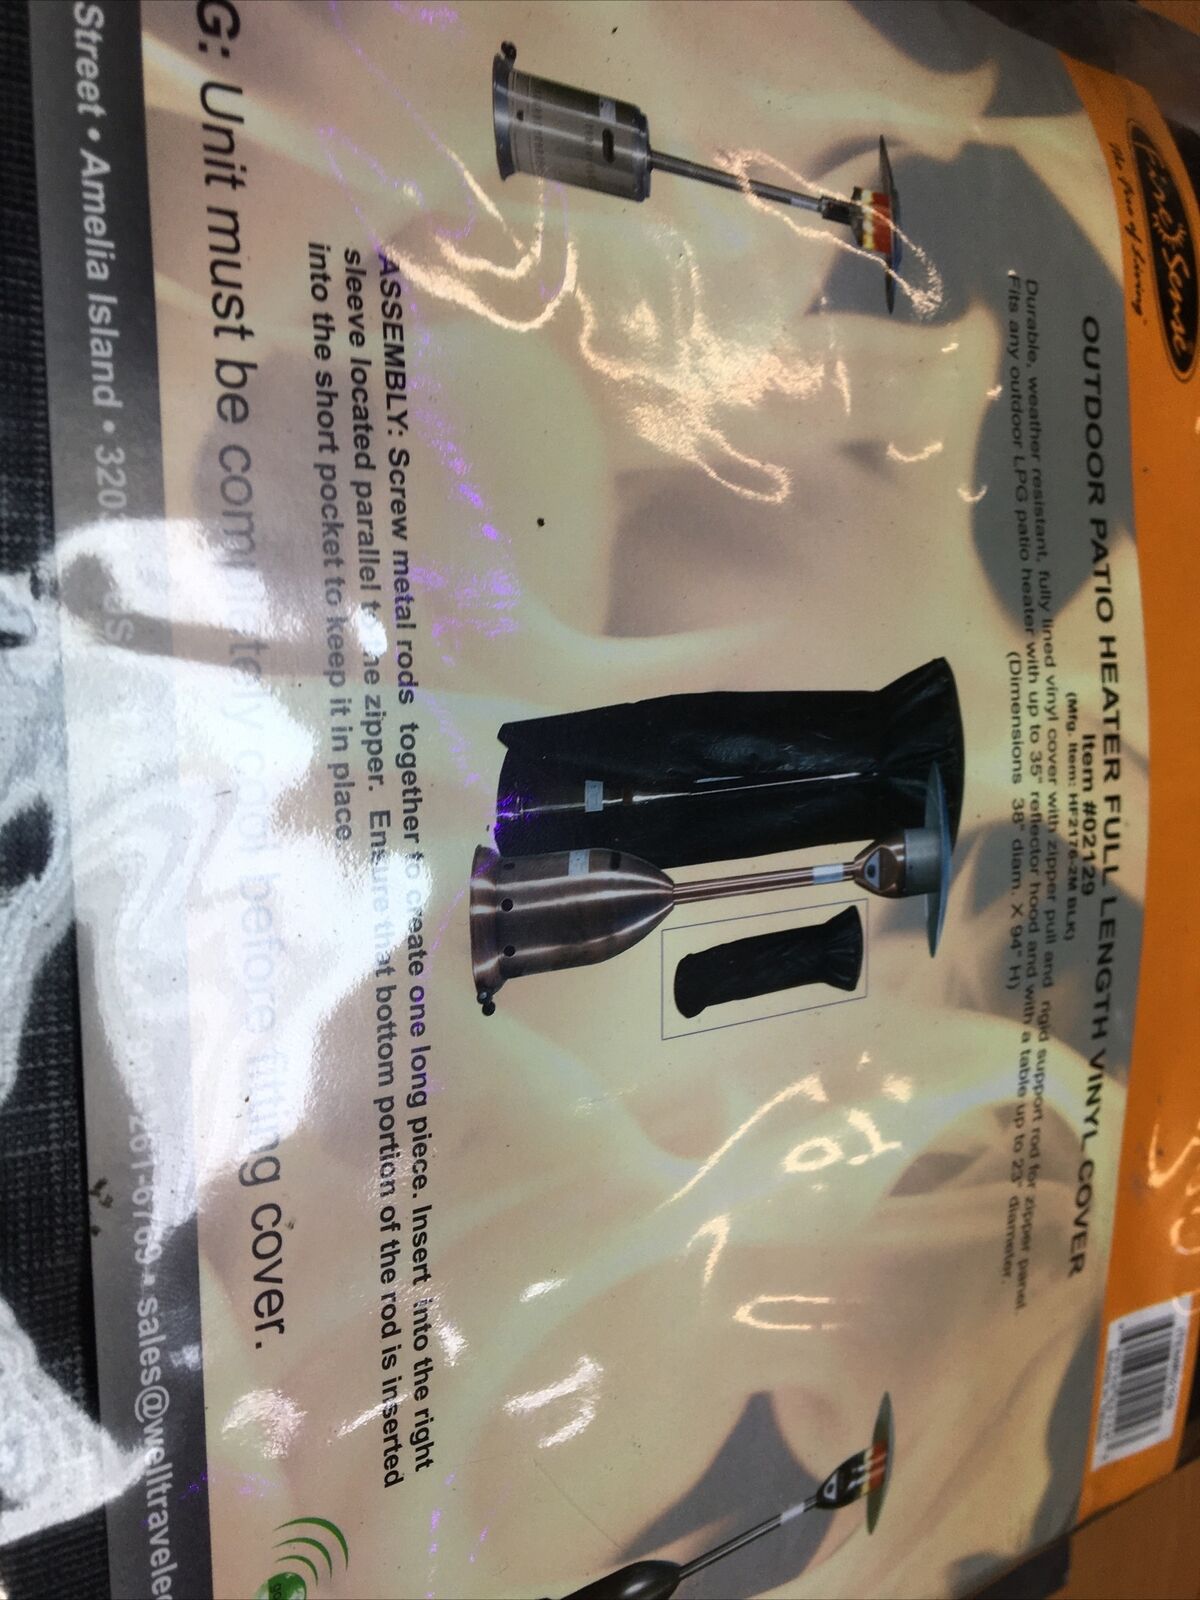 Fire Sense
The Fire of Living
OUTDOOR PATIO HEATER FULL LENGTH VINYL COVER
Item #02129
(Mfg. Item: HF2176-2M BLK)
Durable, weather resistant, fully lined vinyl cover with zipper pull and rigid support rod for zipper panel.
Fits any outdoor LPG patio heater with up to 35" reflector hood and with a table up to 23" diameter.
(Dimensions 38" diam. X 94" H)
ASSEMBLY: Screw metal rods together to create one long piece. Insert into the right
sleeve located parallel to the zipper. Ensure that bottom portion of the rod is inserted
into the short pocket to keep it in place.
G: Unit must be completely cool before fitting cover.
Street • Amelia Island • 320 261-6769 • sales@welltravele